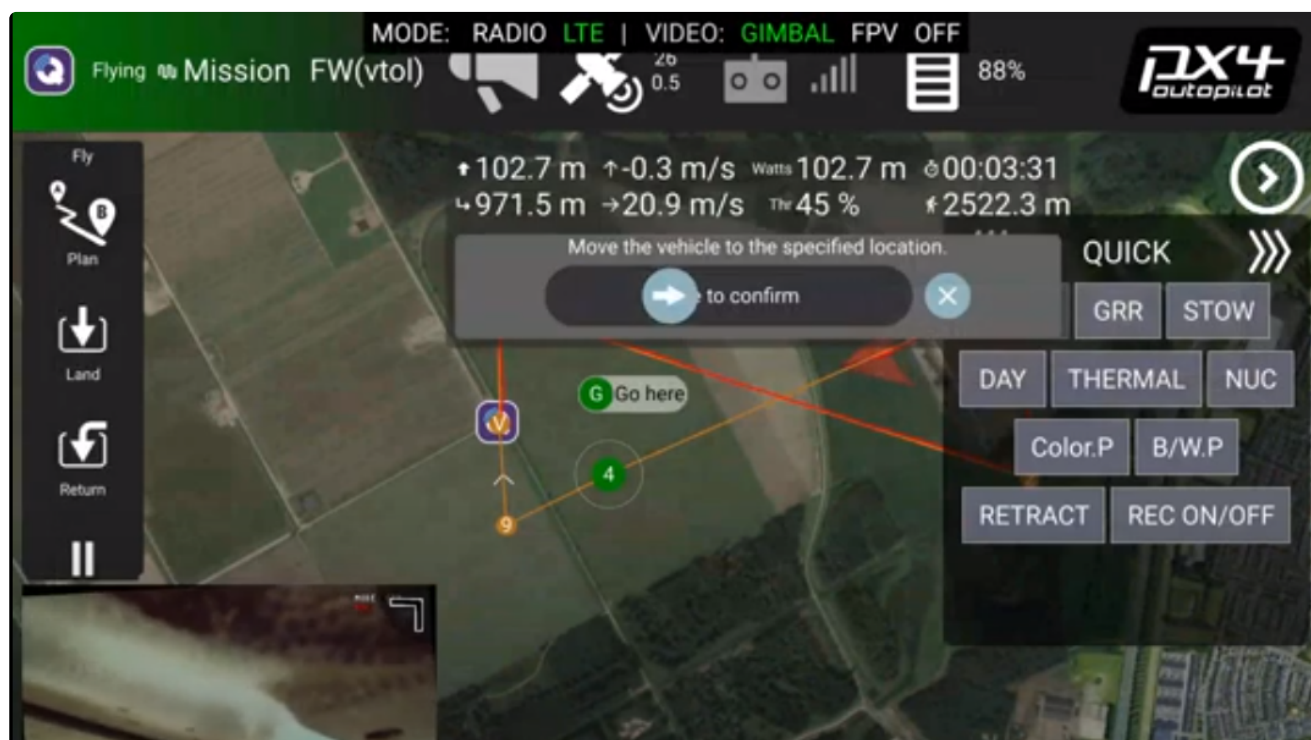 MODE: RADIO LTE | VIDEO: GIMBAL FPV OFF
Flying Mission FW(vtol) 26 0.5 88%
PX4 autopilot
Fly
Plan
Land
Return
102.7 m -0.3 m/s Watts 102.7 m 00:03:31
971.5 m 20.9 m/s Thr 45 % 2522.3 m
Move the vehicle to the specified location.
to confirm
QUICK
GRR STOW
DAY THERMAL NUC
Color.P B/W.P
RETRACT REC ON/OFF
G Go here
V
4
9